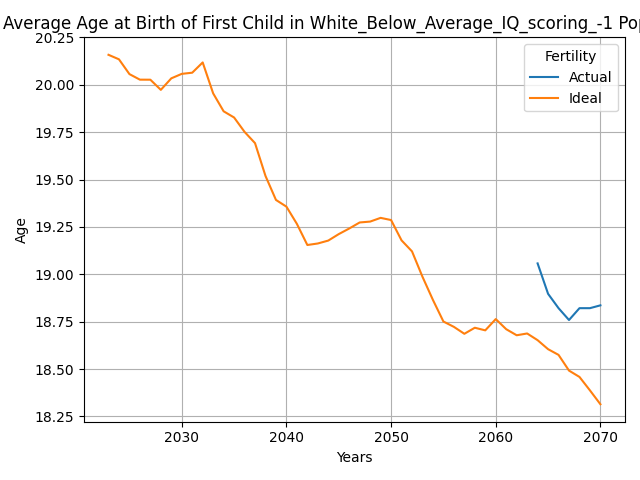 Average Age at Birth of First Child in White_Below_Average_IQ_scoring_-1 Pop
20.25
20.00
19.75
19.50
19.25
19.00
18.75
18.50
18.25
Age
Fertility
Actual
Ideal
2030 2040 2050 2060 2070
Years